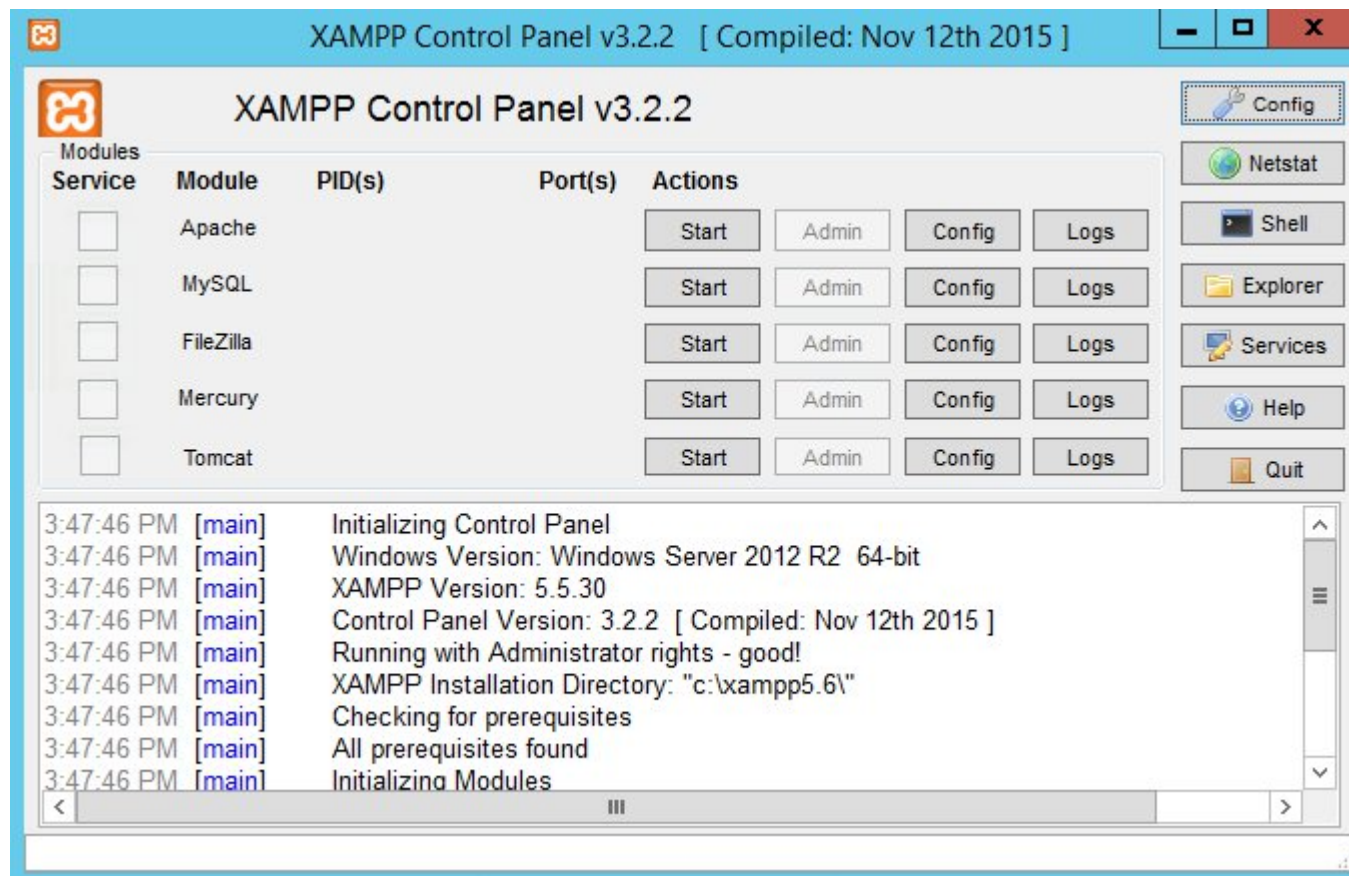 XAMPP Control Panel v3.2.2 [ Compiled: Nov 12th 2015 ]
XAMPP Control Panel v3.2.2
Modules
Service Module PID(s) Port(s) Actions
Apache Start Admin Config Logs
MySQL Start Admin Config Logs
FileZilla Start Admin Config Logs
Mercury Start Admin Config Logs
Tomcat Start Admin Config Logs
Config
Netstat
Shell
Explorer
Services
Help
Quit
3:47:46 PM [main] Initializing Control Panel
3:47:46 PM [main] Windows Version: Windows Server 2012 R2 64-bit
3:47:46 PM [main] XAMPP Version: 5.5.30
3:47:46 PM [main] Control Panel Version: 3.2.2 [ Compiled: Nov 12th 2015 ]
3:47:46 PM [main] Running with Administrator rights - good!
3:47:46 PM [main] XAMPP Installation Directory: "c:\xampp5.6\"
3:47:46 PM [main] Checking for prerequisites
3:47:46 PM [main] All prerequisites found
3:47:46 PM [main] Initializing Modules